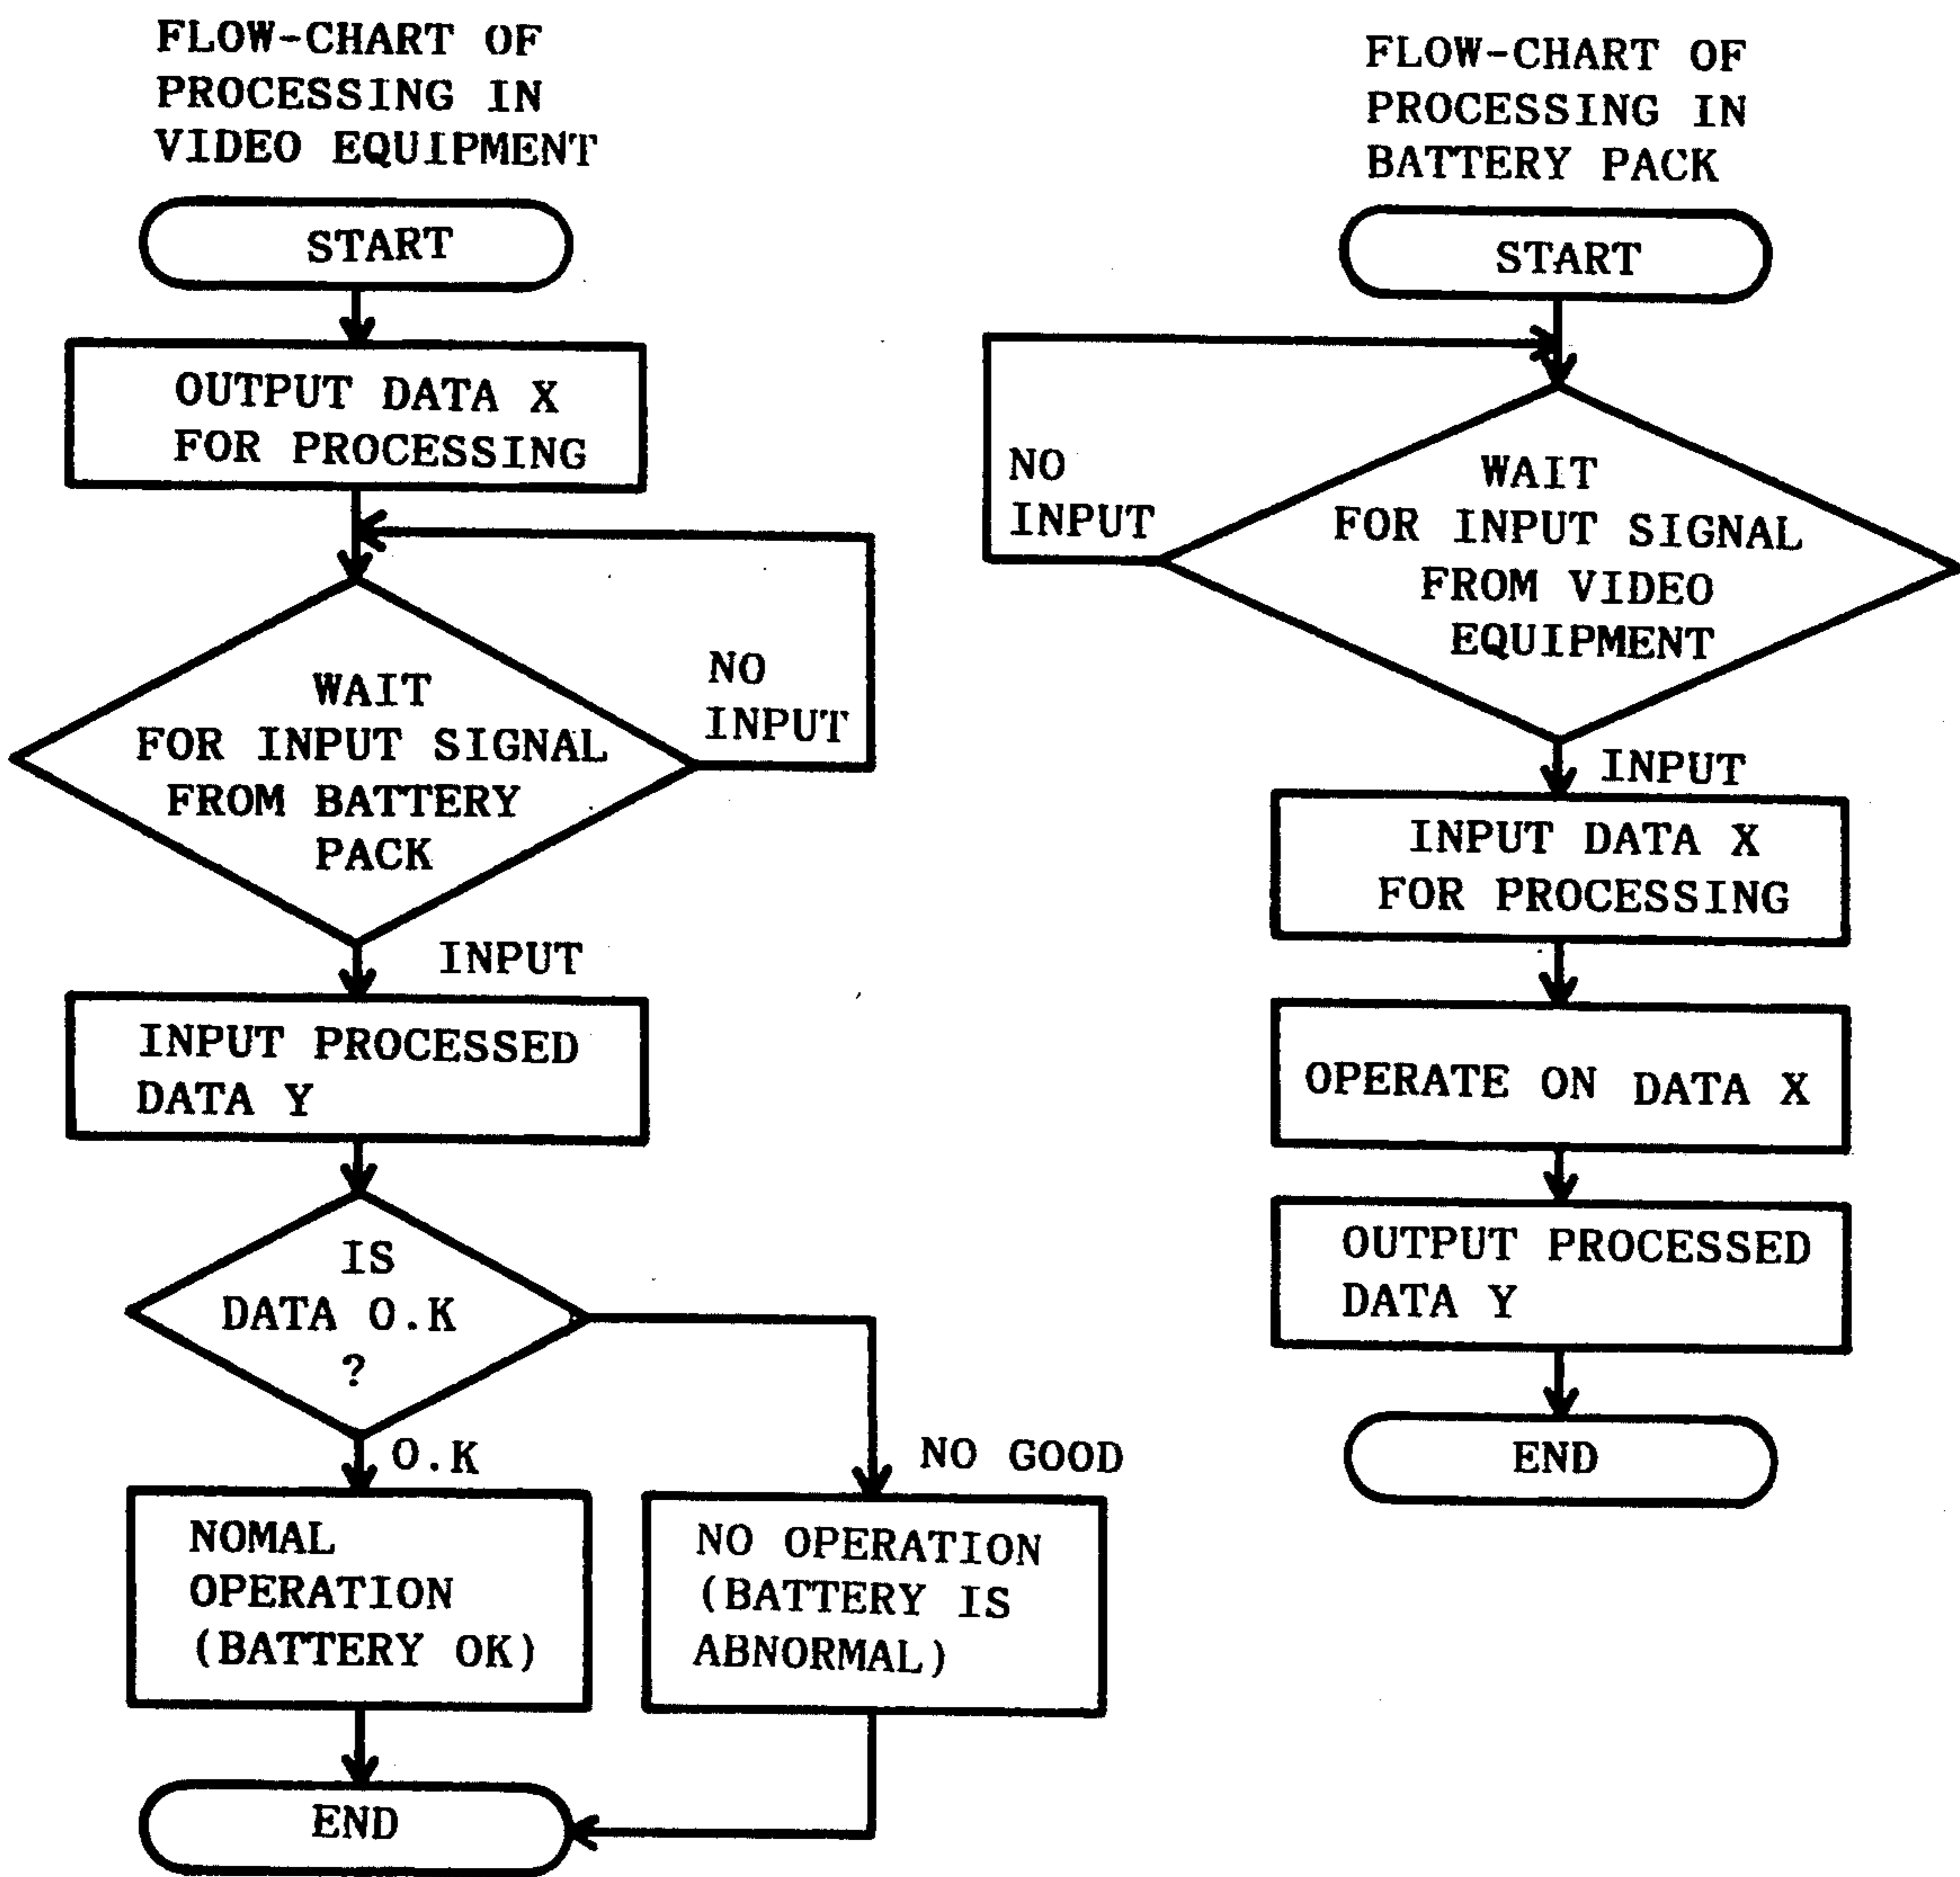 FLOW-CHART OF
PROCESSING IN
VIDEO EQUIPMENT
START
OUTPUT DATA X
FOR PROCESSING
WAIT
FOR INPUT SIGNAL
FROM BATTERY
PACK
NO
INPUT
INPUT
INPUT PROCESSED
DATA Y
IS
DATA O.K
?
O.K
NO GOOD
NOMAL
OPERATION
(BATTERY OK)
NO OPERATION
(BATTERY IS
ABNORMAL)
END
FLOW-CHART OF
PROCESSING IN
BATTERY PACK
START
NO
INPUT
WAIT
FOR INPUT SIGNAL
FROM VIDEO
EQUIPMENT
INPUT
INPUT DATA X
FOR PROCESSING
OPERATE ON DATA X
OUTPUT PROCESSED
DATA Y
END